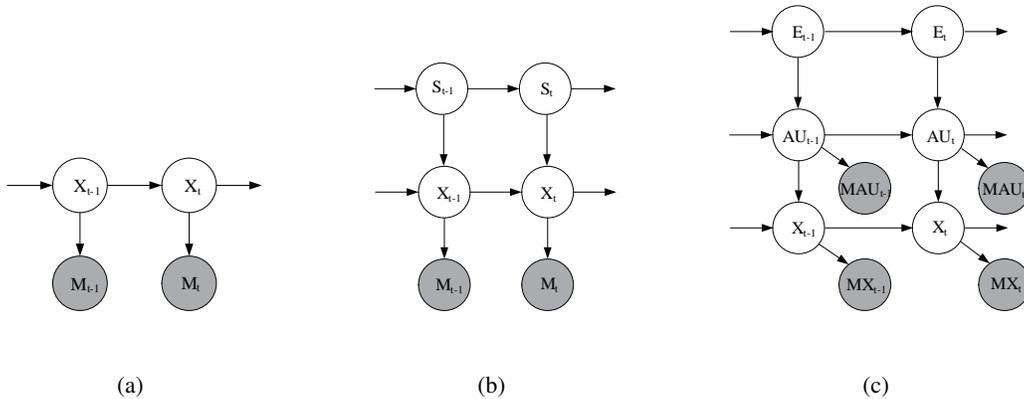 E_{t-1} E_t
S_{t-1} S_t
AU_{t-1} AU_t
X_{t-1} X_t
X_{t-1} X_t
MAU_{t-1} MAU_t
X_{t-1} X_t
M_{t-1} M_t
M_{t-1} M_t
MX_{t-1} MX_t
(a) (b) (c)